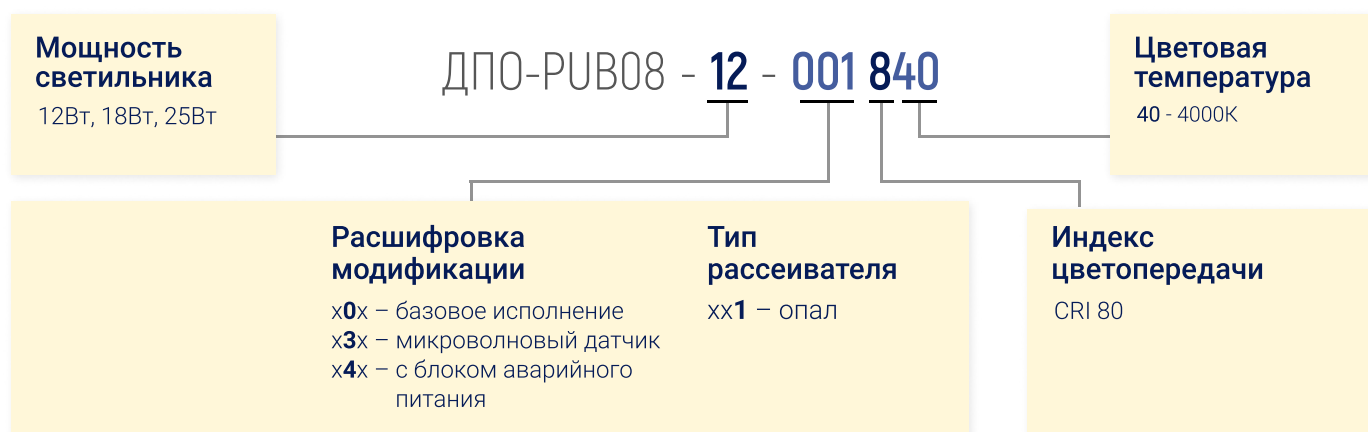 Мощность
светильника
12Вт, 18Вт, 25Вт
ДПО-PUB08 - 12 - 001 840
Цветовая
температура
40 - 4000К
Расшифровка
модификации
х0х – базовое исполнение
х3х – микроволновый датчик
х4х – с блоком аварийного
питания
Тип
рассеивателя
хх1 – опал
Индекс
цветопередачи
CRI 80